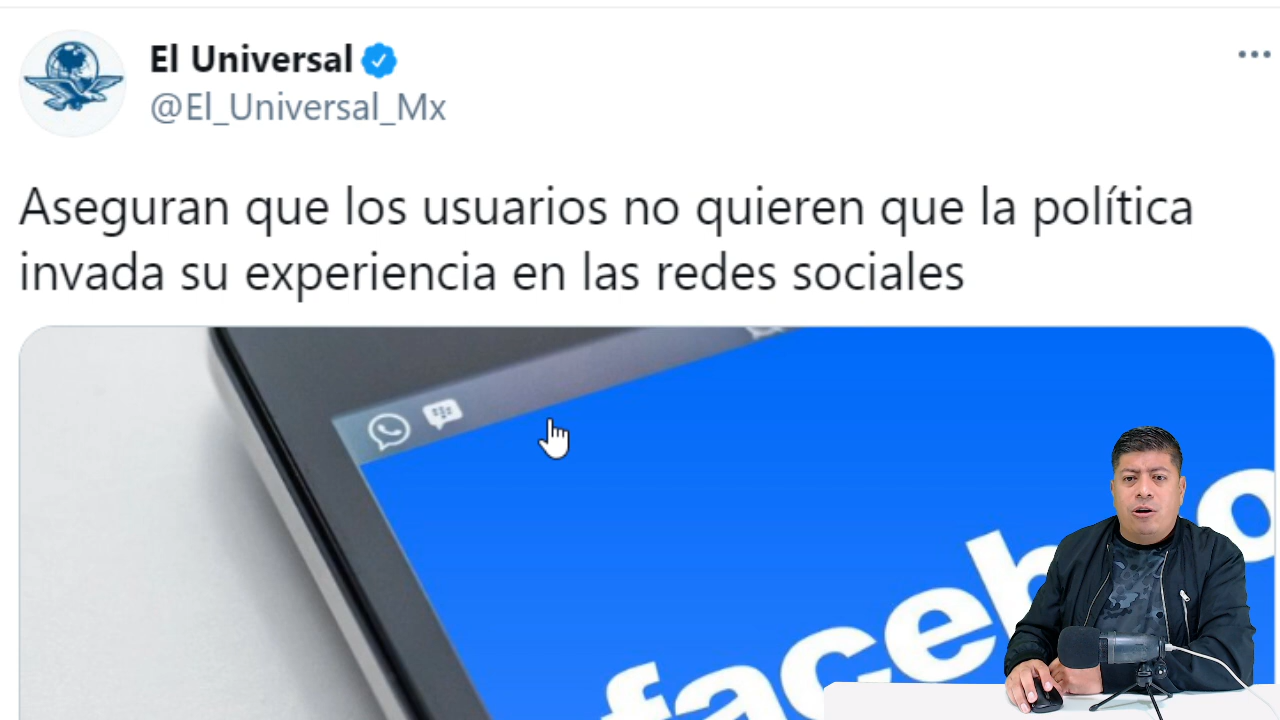 El Universal
@El_Universal_Mx
Aseguran que los usuarios no quieren que la política
invada su experiencia en las redes sociales
facebo